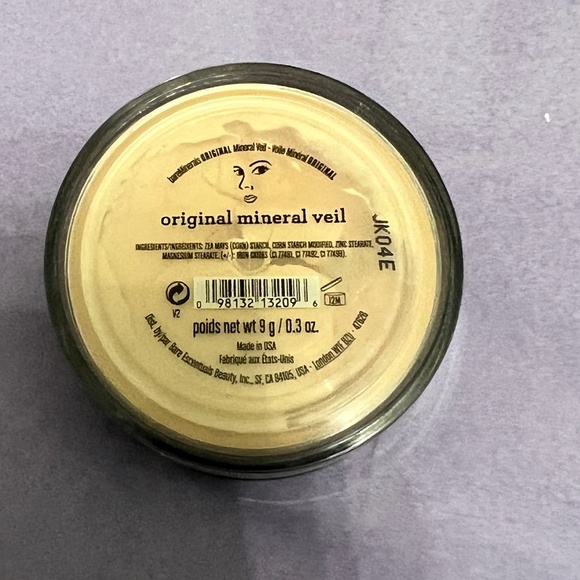 bareMinerals ORIGINAL Mineral Veil - Voile Minéral ORIGINAL
original mineral veil
INGREDIENTS/INGRÉDIENTS: ZEA MAYS (CORN) STARCH, CORN STARCH MODIFIED, ZINC STEARATE,
MAGNESIUM STEARATE, (+/-): IRON OXIDES (CI 77491, CI 77492, CI 77499).
JK04E
V2
0 98132 13209 6
12M
poids net wt 9 g / 0.3 oz.
Made in USA
Fabriqué aux États-Unis
Dist. by/par Bare Escentuals Beauty, Inc., SF, CA 94105, USA - London W1F 9LU - 47628